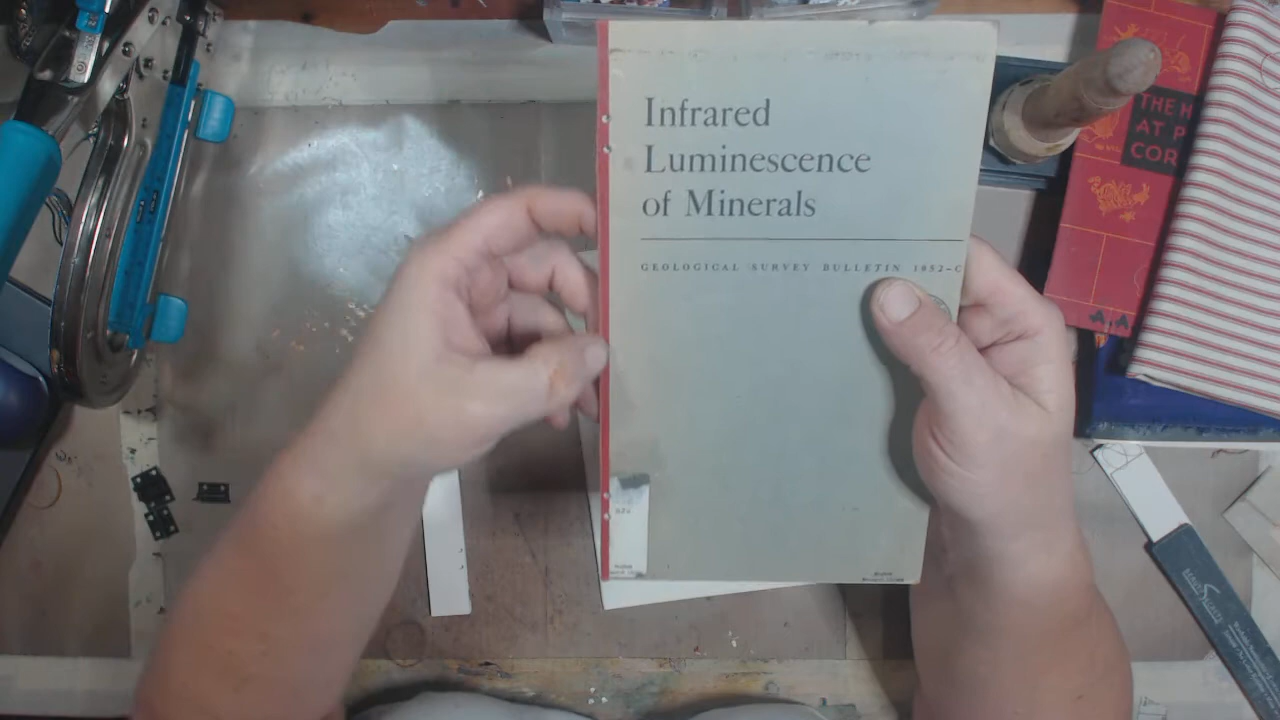 Infrared
Luminescence
of Minerals
GEOLOGICAL SURVEY BULLETIN 1052-C
THE H
AT P
COR
A.A